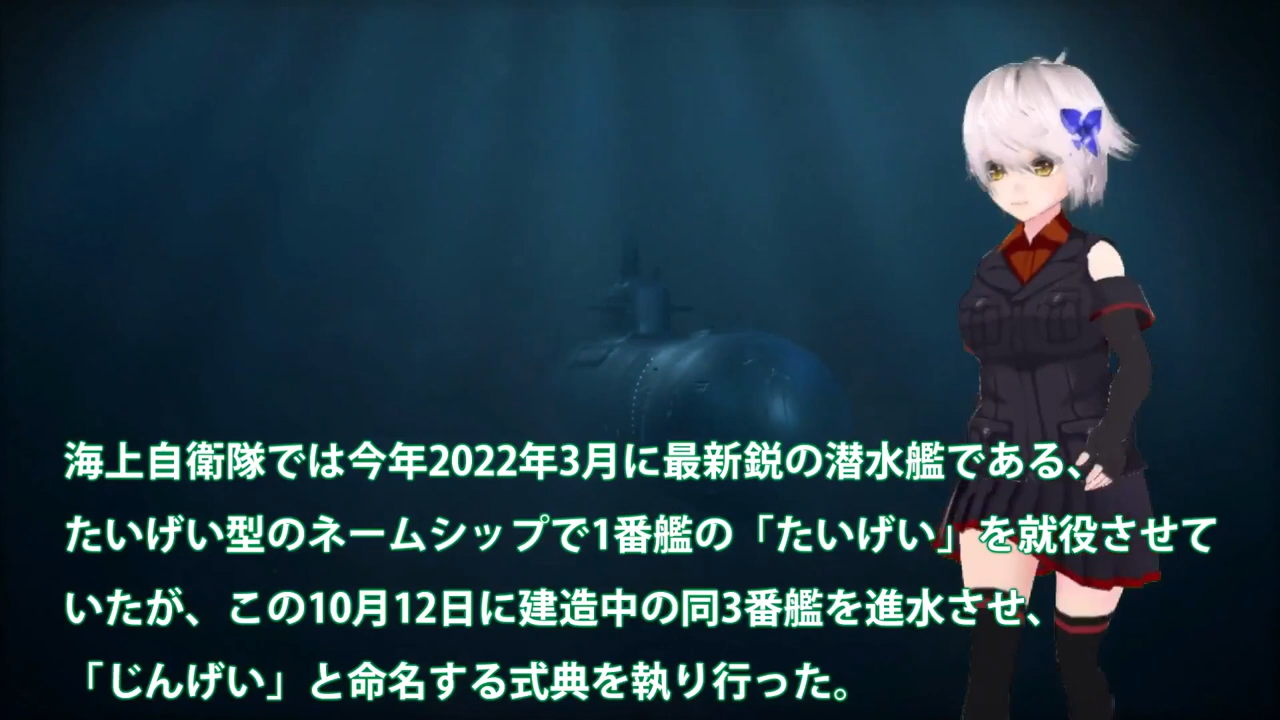 海上自衛隊では今年2022年3月に最新鋭の潜水艦である、
たいげい型のネームシップで1番艦の「たいげい」を就役させて
いたが、この10月12日に建造中の同3番艦を進水させ、
「じんげい」と命名する式典を執り行った。